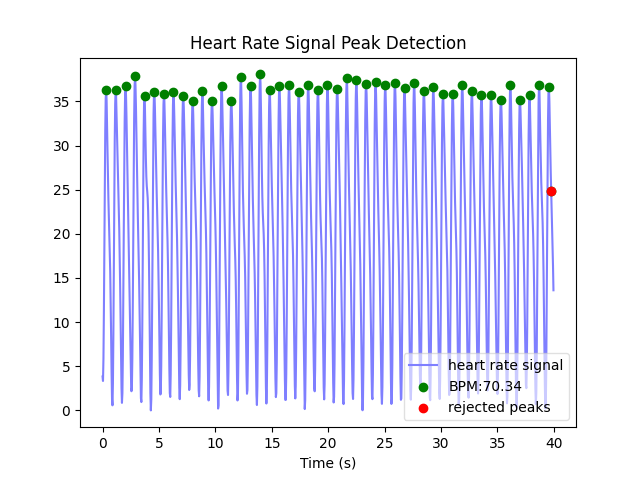 Heart Rate Signal Peak Detection
35
30
25
20
15
10
5
0
heart rate signal
BPM:70.34
rejected peaks
0 5 10 15 20 25 30 35 40
Time (s)